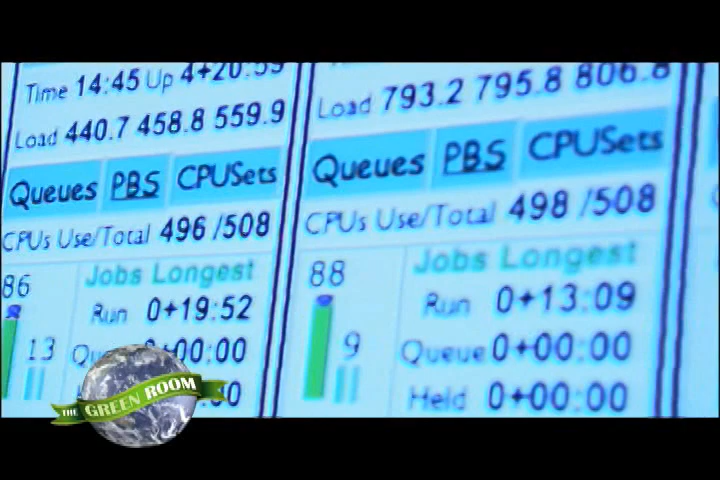 Time 14:45 Up 4+20:59
Load 440.7 458.8 559.9
Queues PBS CPUSets
CPUs Use/Total 496 /508
86
Jobs Longest
Run 0+19:52
13
0+00:00
Load 793.2 795.8 806.8
Queues PBS CPUSets
CPUs Use/Total 498 /508
88
Jobs Longest
Run 0+13:09
9
Queue 0+00:00
Held 0+00:00
THE GREEN ROOM